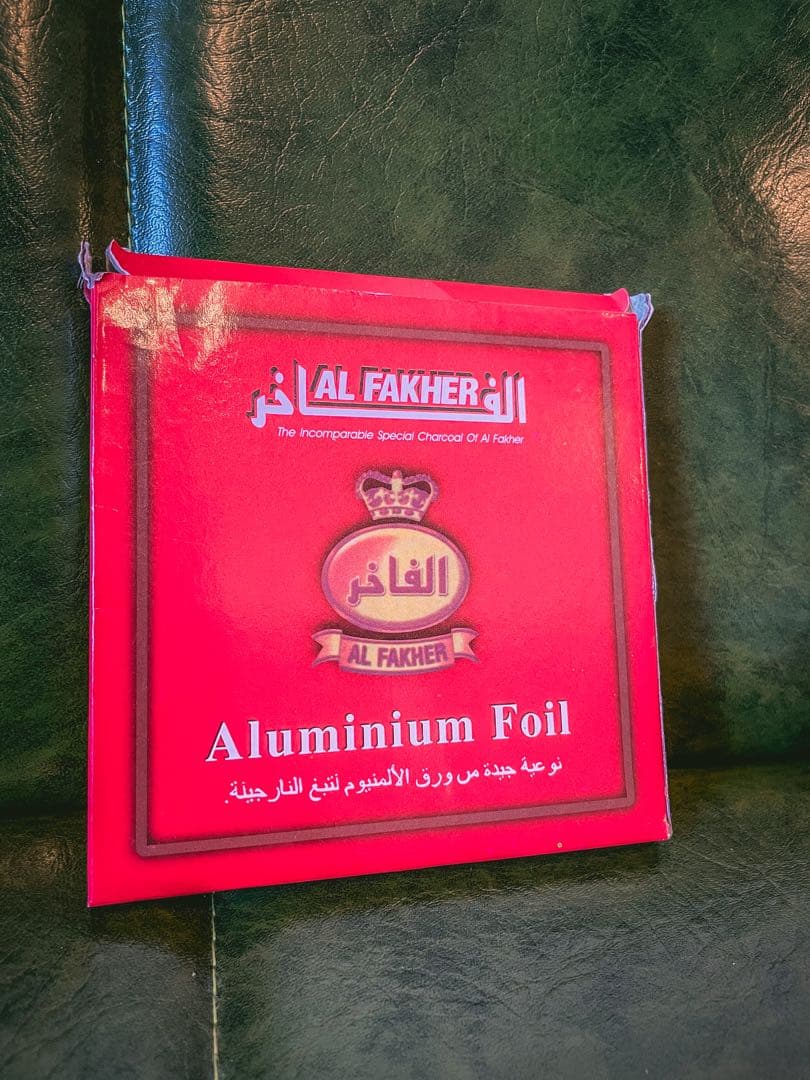 الفاخر
AL FAKHER
The Incomparable Special Charcoal Of Al Fakher
الفاخر
AL FAKHER
Aluminium Foil
نوعية جيدة من ورق الألمنيوم لتبغ النارجيئة.